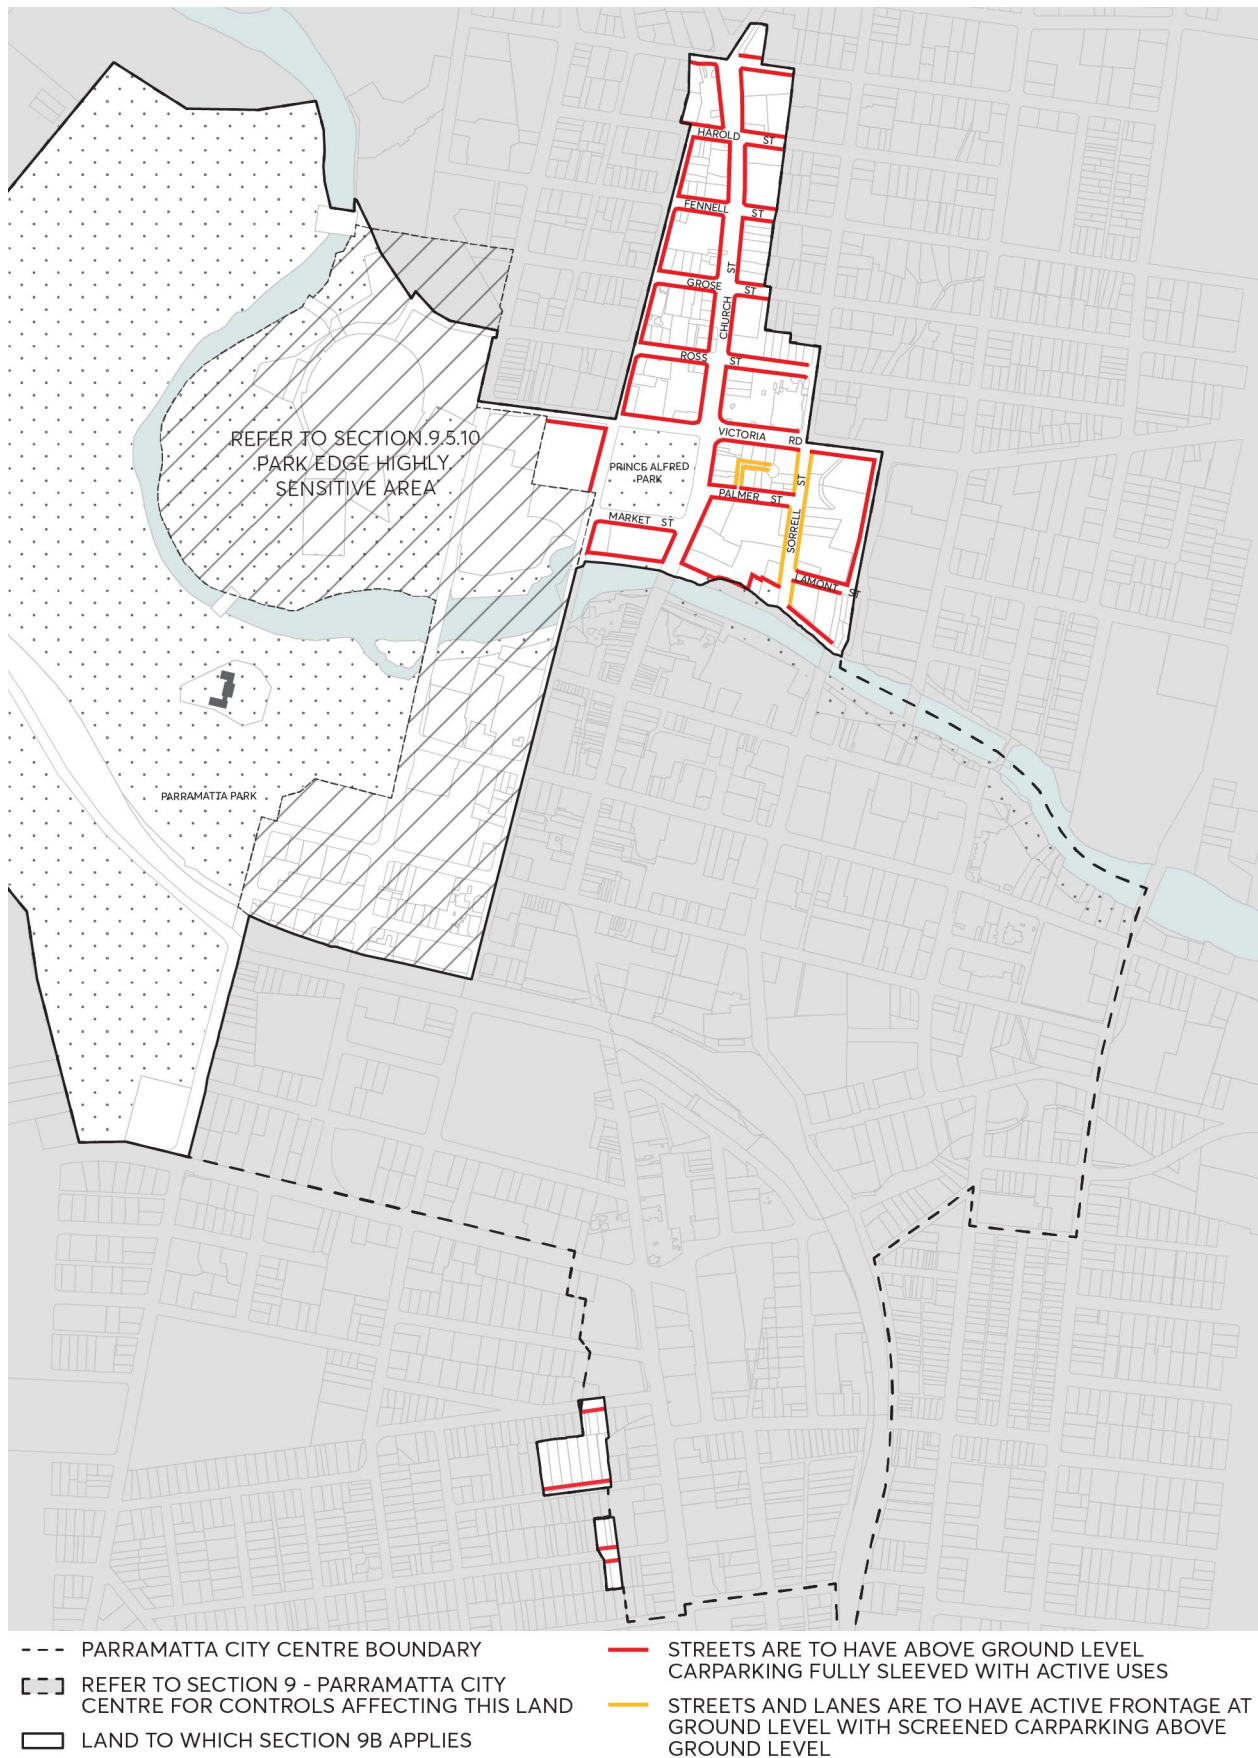 HAROLD ST
FENNELL ST
GROSE ST
CHURCH ST
ROSS ST
VICTORIA RD
REFER TO SECTION 9.5.10
PARK EDGE HIGHLY
SENSITIVE AREA
PRINCE ALFRED
PARK
PALMER ST
SORRELL ST
MARKET ST
LAMONT ST
PARRAMATTA PARK
PARRAMATTA CITY CENTRE BOUNDARY
REFER TO SECTION 9 - PARRAMATTA CITY
CENTRE FOR CONTROLS AFFECTING THIS LAND
LAND TO WHICH SECTION 9B APPLIES
STREETS ARE TO HAVE ABOVE GROUND LEVEL
CARPARKING FULLY SLEEVED WITH ACTIVE USES
STREETS AND LANES ARE TO HAVE ACTIVE FRONTAGE AT
GROUND LEVEL WITH SCREENED CARPARKING ABOVE
GROUND LEVEL